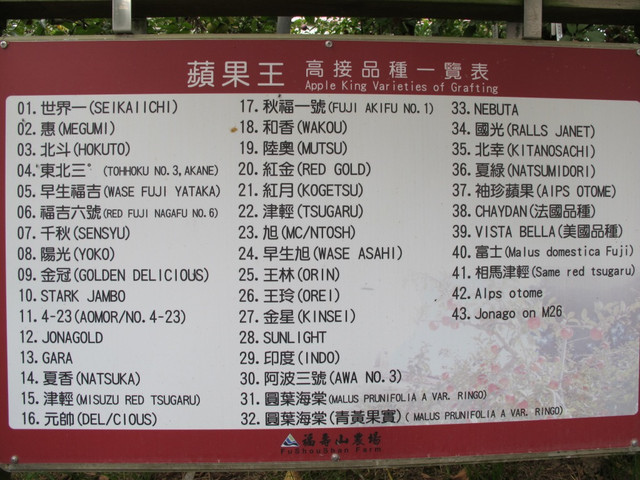 蘋果王 高接品種一覽表
Apple King Varieties of Grafting
01. 世界一(SEIKAIICHI)
02. 惠(MEGUMI)
03. 北斗(HOKUTO)
04. 東北三(TOHHOKU NO.3, AKANE)
05. 早生福吉(WASE FUJI YATAKA)
06. 福吉六號(RED FUJI NAGAFU NO.6)
07. 千秋(SENSYU)
08. 陽光(YOKO)
09. 金冠(GOLDEN DELICIOUS)
10. STARK JAMBO
11. 4-23(AOMOR/NO.4-23)
12. JONAGOLD
13. GARA
14. 夏香(NATSUKA)
15. 津輕(MISUZU RED TSUGARU)
16. 元帥(DEL/CIOUS)
17. 秋福一號(FUJI AKIFU NO.1)
18. 和香(WAKOU)
19. 陸奧(MUTSU)
20. 紅金(RED GOLD)
21. 紅月(KOGETSU)
22. 津輕(TSUGARU)
23. 旭(MC/NTOSH)
24. 早生旭(WASE ASAHI)
25. 王林(ORIN)
26. 王玲(OREI)
27. 金星(KINSEI)
28. SUNLIGHT
29. 印度(INDO)
30. 阿波三號(AWA NO.3)
31. 圓葉海棠(MALUS PRUNIFOLIA A VAR. RINGO)
32. 圓葉海棠(青黃果實)( MALUS PRUNIFOLIA A VAR. RINGO)
33. NEBUTA
34. 國光(RALLS JANET)
35. 北幸(KITANOSACHI)
36. 夏綠(NATSUMIDORI)
37. 袖珍蘋果(AIPS OTOME)
38. CHAYDAN(法國品種)
39. VISTA BELLA(美國品種)
40. 富士(Malus domestica Fuji)
41. 相馬津輕(Same red tsugaru)
42. Alps otome
43. Jonago on M26
福壽山農場
FuShouShan Farm